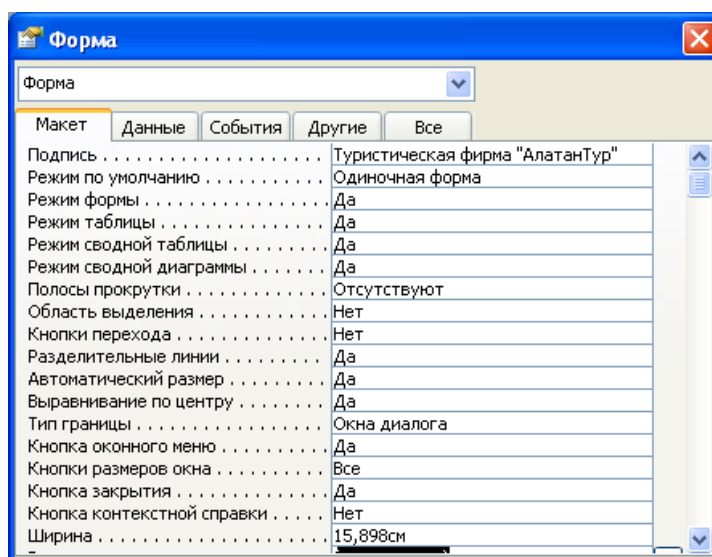 Форма
Форма
Макет Данные События Другие Все
Подпись . . . . . . . . . . . . . . . . . . . . . Туристическая фирма "АлатанТур"
Режим по умолчанию . . . . . . . . . . . Одиночная форма
Режим формы . . . . . . . . . . . . . . . . . Да
Режим таблицы . . . . . . . . . . . . . . . . Да
Режим сводной таблицы . . . . . . . . . Да
Режим сводной диаграммы . . . . . . . Да
Полосы прокрутки . . . . . . . . . . . . . Отсутствуют
Область выделения . . . . . . . . . . . . . Нет
Кнопки перехода . . . . . . . . . . . . . . Нет
Разделительные линии . . . . . . . . . Да
Автоматический размер . . . . . . . . . Да
Выравнивание по центру . . . . . . . . Да
Тип границы . . . . . . . . . . . . . . . . . . Окна диалога
Кнопка оконного меню . . . . . . . . . . Да
Кнопки размеров окна . . . . . . . . . . Все
Кнопка закрытия . . . . . . . . . . . . . . Да
Кнопка контекстной справки . . . . . Нет
Ширина . . . . . . . . . . . . . . . . . . . . . . 15,898см